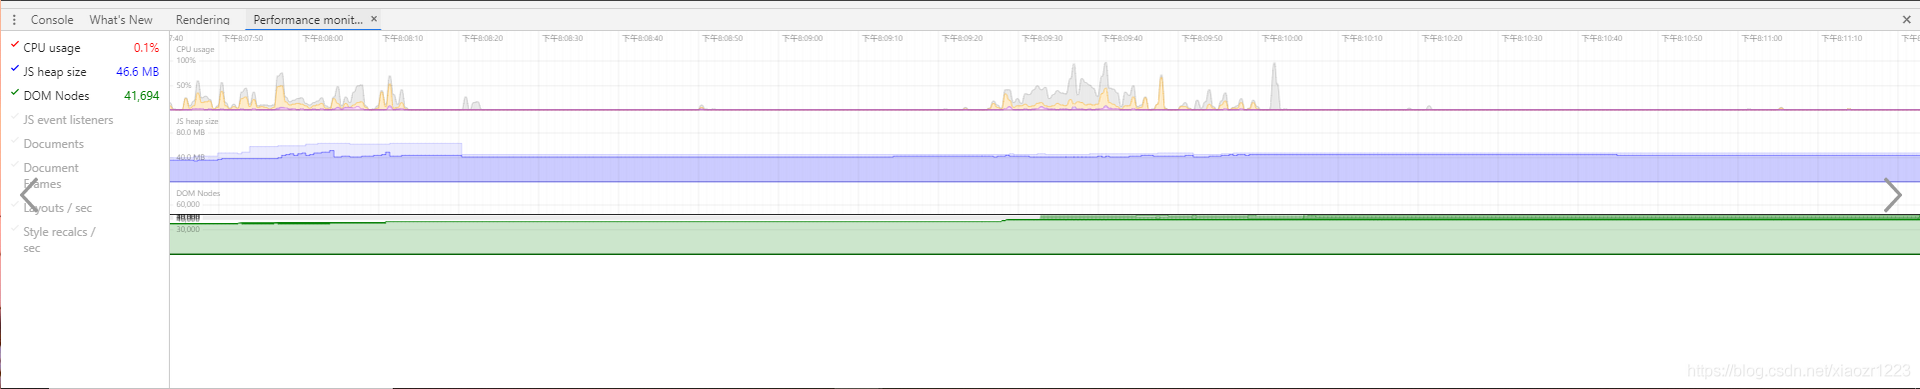 Console What's New Rendering Performance monit... × ×
7:40 下午8:07:50 下午8:08:00 下午8:08:10 下午8:08:20 下午8:08:30 下午8:08:40 下午8:08:50 下午8:09:00 下午8:09:10 下午8:09:20 下午8:09:30 下午8:09:40 下午8:09:50 下午8:10:00 下午8:10:10 下午8:10:20 下午8:10:30 下午8:10:40 下午8:10:50 下午8:11:00 下午8:11:10
CPU usage 0.1%
JS heap size 46.6 MB
DOM Nodes 41,694
JS event listeners
Documents
Document
Frames
Layouts / sec
Style recalcs /
sec
CPU usage
100%
50%
JS heap size
80.0 MB
40.0 MB
DOM Nodes
60,000
30,000
https://blog.csdn.net/xiaozr1223